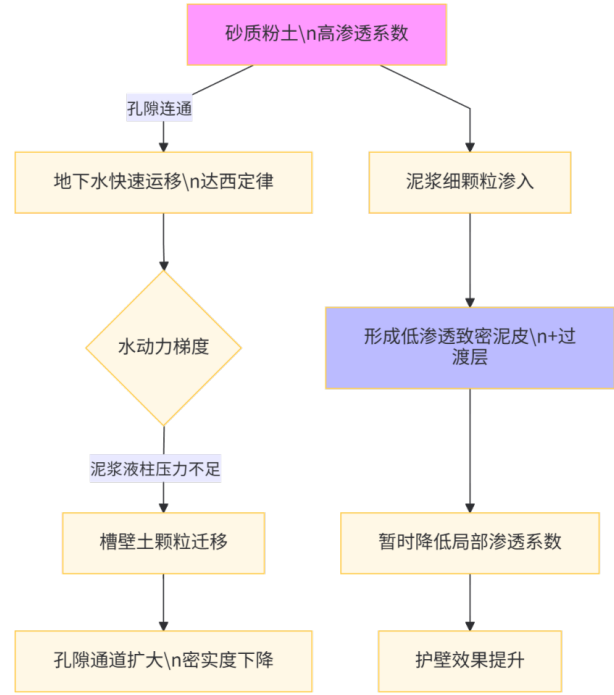 砂质粉土\n高渗透系数
孔隙连通
地下水快速运移\n达西定律
泥浆细颗粒渗入
水动力梯度
形成低渗透致密泥皮\n+过
渡层
泥浆液柱压力不足
槽壁土颗粒迁移
暂时降低局部渗透系数
孔隙通道扩大\n密实度下降
护壁效果提升